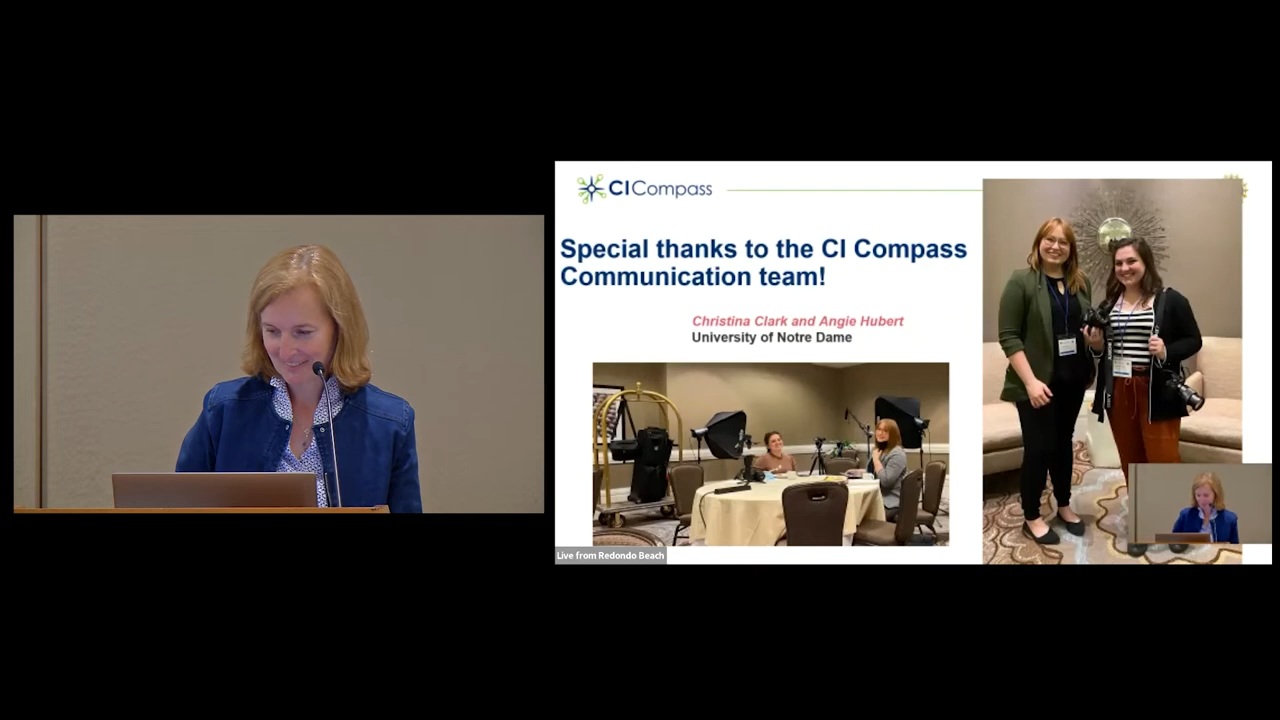 CI Compass
Special thanks to the CI Compass
Communication team!
Christina Clark and Angie Hubert
University of Notre Dame
Live from Redondo Beach